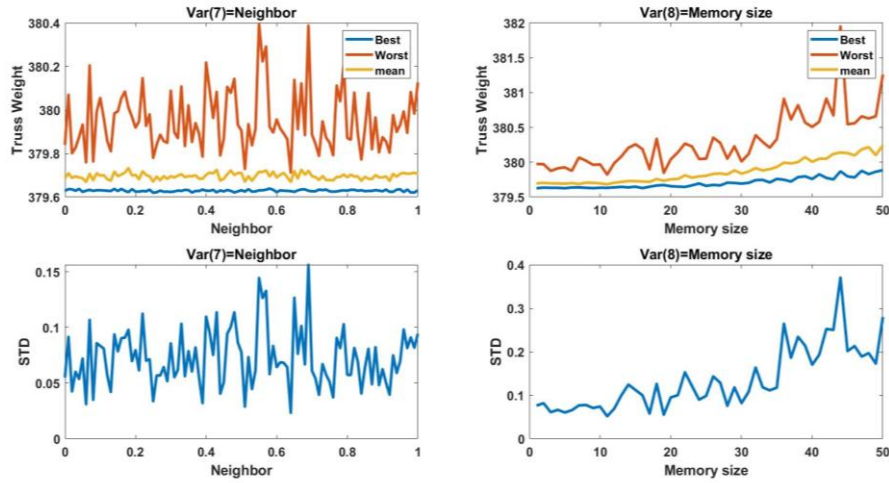 Var(7)=Neighbor
380.4
380.2
380
379.8
379.6
Truss Weight
Best
Worst
mean
0
0.2
0.4
0.6
0.8
1
Neighbor
Var(8)=Memory size
382
381.5
381
380.5
380
379.5
Truss Weight
Best
Worst
mean
0
10
20
30
40
50
Memory size
Var(7)=Neighbor
0.15
0.1
0.05
0
STD
0
0.2
0.4
0.6
0.8
1
Neighbor
Var(8)=Memory size
0.4
0.3
0.2
0.1
0
STD
0
10
20
30
40
50
Memory size